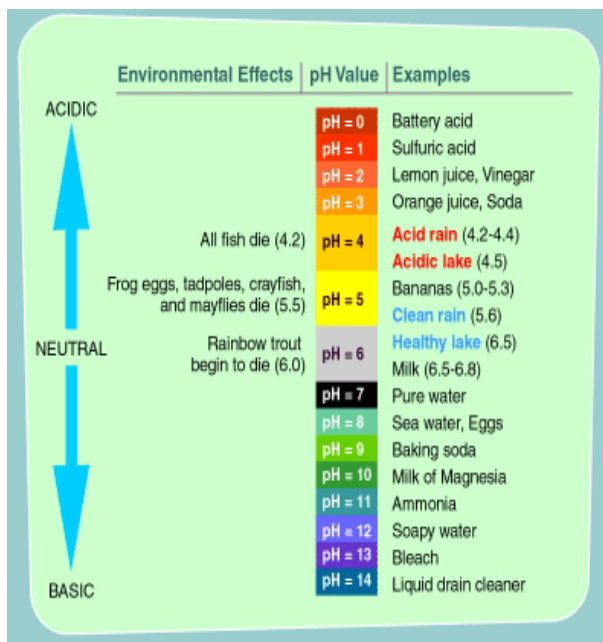 Environmental Effects | pH Value | Examples
ACIDIC
pH = 0 Battery acid
pH = 1 Sulfuric acid
pH = 2 Lemon juice, Vinegar
pH = 3 Orange juice, Soda
All fish die (4.2) pH = 4 Acid rain (4.2-4.4)
Acidic lake (4.5)
Frog eggs, tadpoles, crayfish,
and mayflies die (5.5) pH = 5 Bananas (5.0-5.3)
Clean rain (5.6)
NEUTRAL
Rainbow trout
begin to die (6.0) pH = 6 Healthy lake (6.5)
Milk (6.5-6.8)
pH = 7 Pure water
pH = 8 Sea water, Eggs
pH = 9 Baking soda
pH = 10 Milk of Magnesia
pH = 11 Ammonia
pH = 12 Soapy water
pH = 13 Bleach
pH = 14 Liquid drain cleaner
BASIC